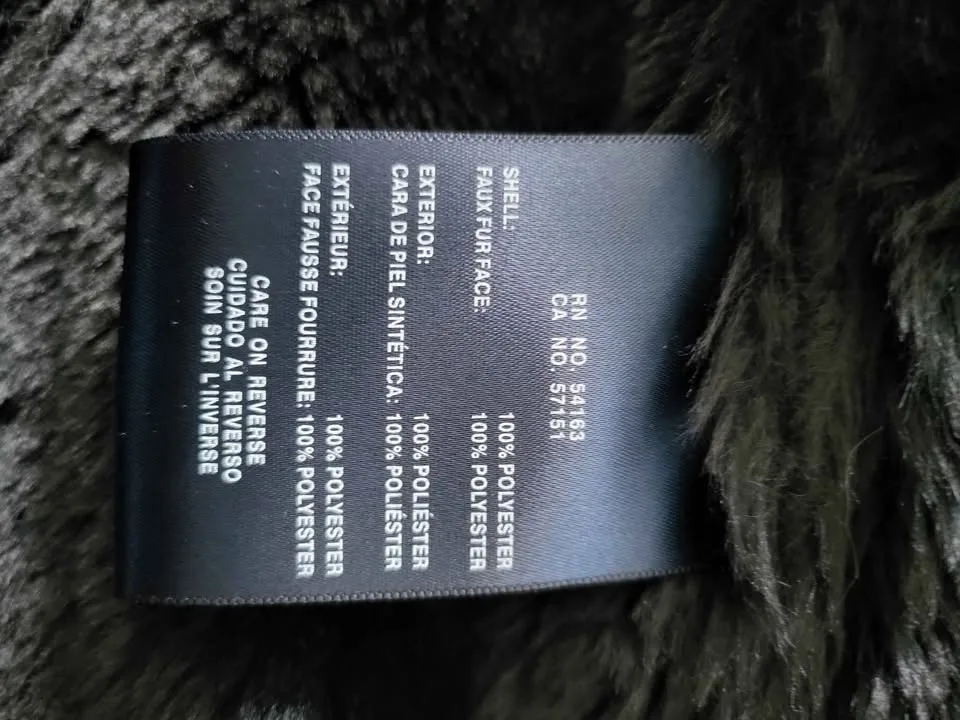 RN NO. 54163
CA NO. 57151
SHELL: 100% POLYESTER
FAUX FUR FACE: 100% POLYESTER
EXTERIOR: 100% POLIÉSTER
CARA DE PIEL SINTÉTICA: 100% POLIÉSTER
EXTÉRIEUR: 100% POLYESTER
FACE FAUSSE FOURRURE: 100% POLYESTER
CARE ON REVERSE
CUIDADO AL REVERSO
SOIN SUR L'INVERSE